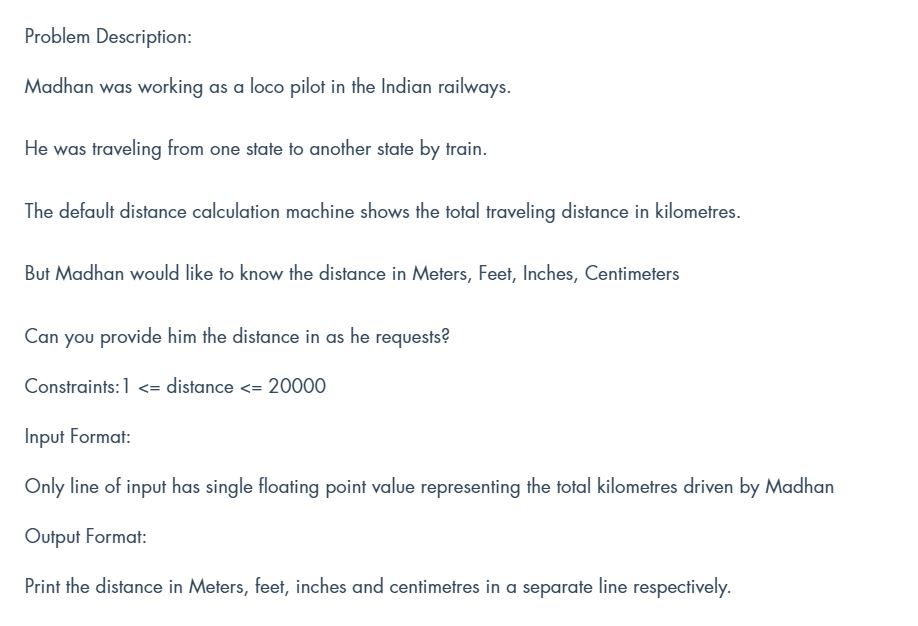 Problem Description:
Madhan was working as a loco pilot in the Indian railways.
He was traveling from one state to another state by train.
The default distance calculation machine shows the total traveling distance in kilometres.
But Madhan would like to know the distance in Meters, Feet, Inches, Centimeters
Can you provide him the distance in as he requests?
Constraints:1 <= distance <= 20000
Input Format:
Only line of input has single floating point value representing the total kilometres driven by Madhan
Output Format:
Print the distance in Meters, feet, inches and centimetres in a separate line respectively.